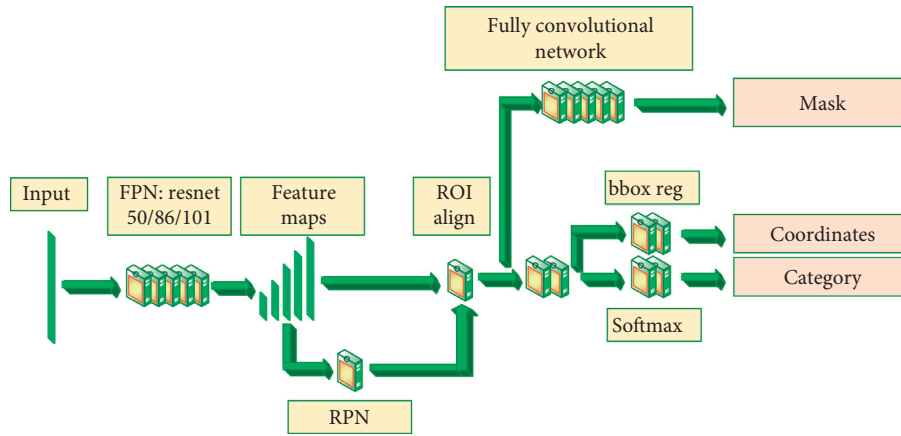 Fully convolutional
network
Mask
Input
FPN: resnet
50/86/101
Feature
maps
ROI
align
bbox reg
Coordinates
Category
Softmax
RPN